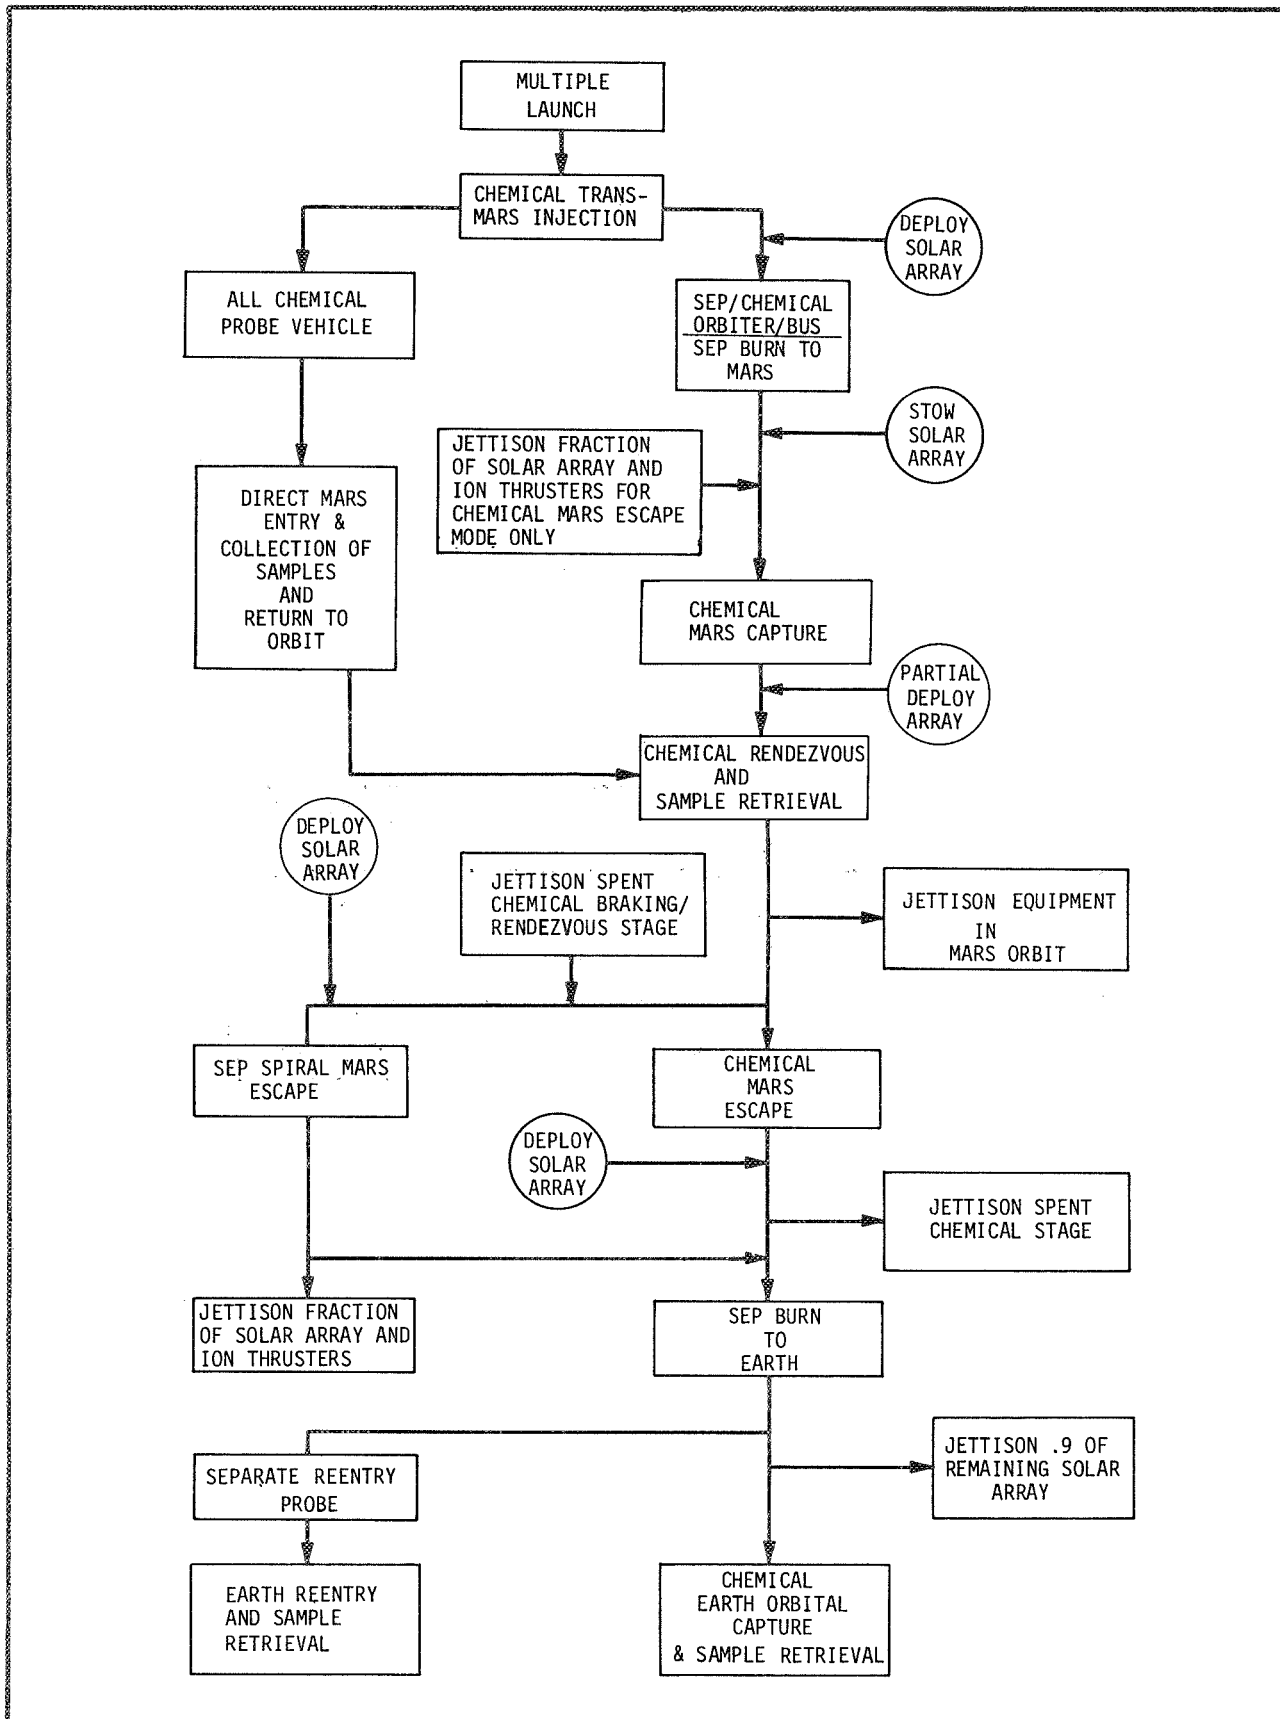 MULTIPLE
LAUNCH
CHEMICAL TRANS-
MARS INJECTION
DEPLOY
SOLAR
ARRAY
ALL CHEMICAL
PROBE VEHICLE
SEP/CHEMICAL
ORBITER/BUS
SEP BURN TO
MARS
STOW
SOLAR
ARRAY
JETTISON FRACTION
OF SOLAR ARRAY AND
ION THRUSTERS FOR
CHEMICAL MARS ESCAPE
MODE ONLY
DIRECT MARS
ENTRY &
COLLECTION OF
SAMPLES
AND
RETURN TO
ORBIT
CHEMICAL
MARS CAPTURE
PARTIAL
DEPLOY
ARRAY
CHEMICAL RENDEZVOUS
AND
SAMPLE RETRIEVAL
DEPLOY
SOLAR
ARRAY
JETTISON SPENT
CHEMICAL BRAKING/
RENDEZVOUS STAGE
JETTISON EQUIPMENT
IN
MARS ORBIT
SEP SPIRAL MARS
ESCAPE
CHEMICAL
MARS
ESCAPE
DEPLOY
SOLAR
ARRAY
JETTISON SPENT
CHEMICAL STAGE
JETTISON FRACTION
OF SOLAR ARRAY AND
ION THRUSTERS
SEP BURN
TO
EARTH
JETTISON .9 OF
REMAINING SOLAR
ARRAY
SEPARATE REENTRY
PROBE
EARTH REENTRY
AND SAMPLE
RETRIEVAL
CHEMICAL
EARTH ORBITAL
CAPTURE
& SAMPLE RETRIEVAL